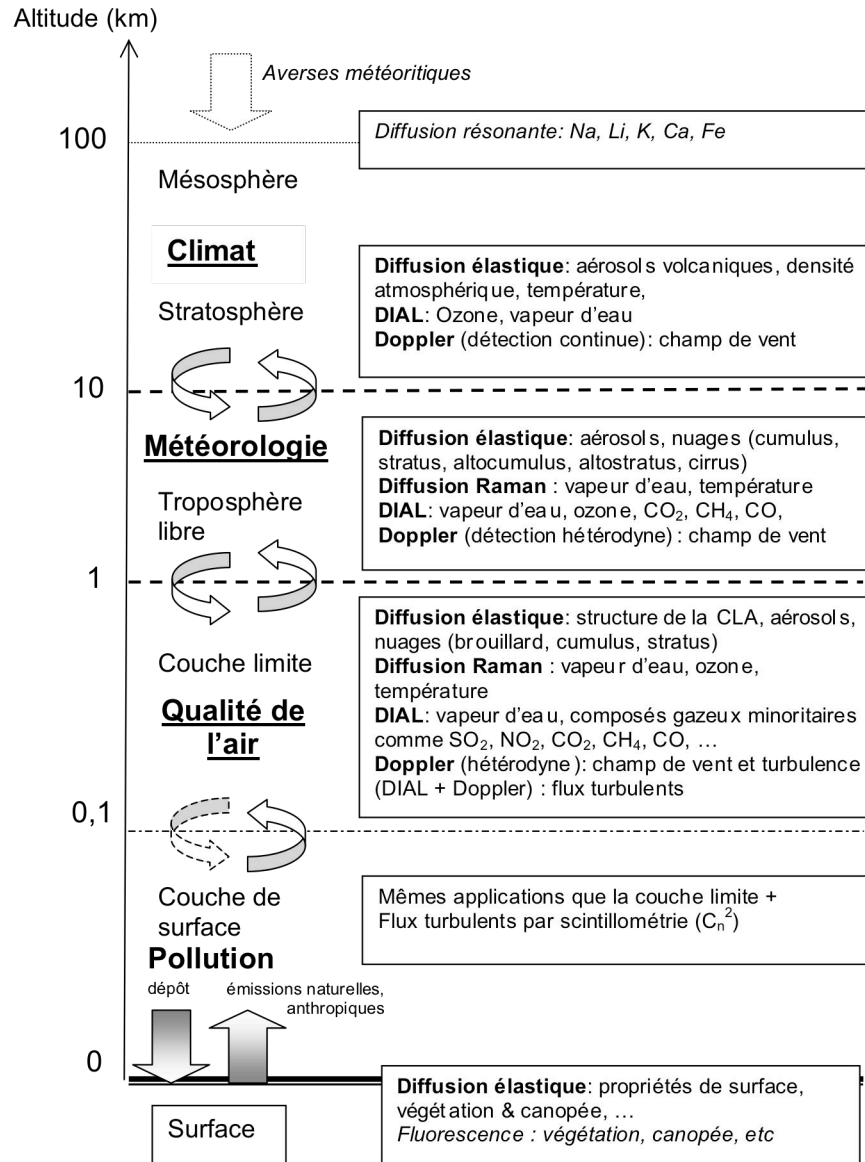 Altitude (km)
Averses météoritiques
100
Diffusion résonante: Na, Li, K, Ca, Fe
Mésosphère
Climat
Stratosphère
Diffusion élastique: aérosols volcaniques, densité
atmosphérique, température,
DIAL: Ozone, vapeur d'eau
Doppler (détection continue): champ de vent
10
Météorologie
Troposphère
libre
Diffusion élastique: aérosols, nuages (cumulus,
stratus, altocumulus, altostratus, cirrus)
Diffusion Raman : vapeur d'eau, température
DIAL: vapeur d'eau, ozone, CO₂, CH₄, CO,
Doppler (détection hétérodyne) : champ de vent
1
Couche limite
Qualité de
l'air
Diffusion élastique: structure de la CLA, aérosols,
nuages (brouillard, cumulus, stratus)
Diffusion Raman : vapeur d'eau, ozone,
température
DIAL: vapeur d'eau, composés gazeux minoritaires
comme SO₂, NO₂, CO₂, CH₄, CO, …
Doppler (hétérodyne): champ de vent et turbulence
(DIAL + Doppler) : flux turbulents
0,1
Couche de
surface
Mêmes applications que la couche limite +
Flux turbulents par scintillométrie (Cₙ²)
Pollution
dépôt
émissions naturelles,
anthropiques
0
Surface
Diffusion élastique: propriétés de surface,
végétation & canopée, …
Fluorescence : végétation, canopée, etc